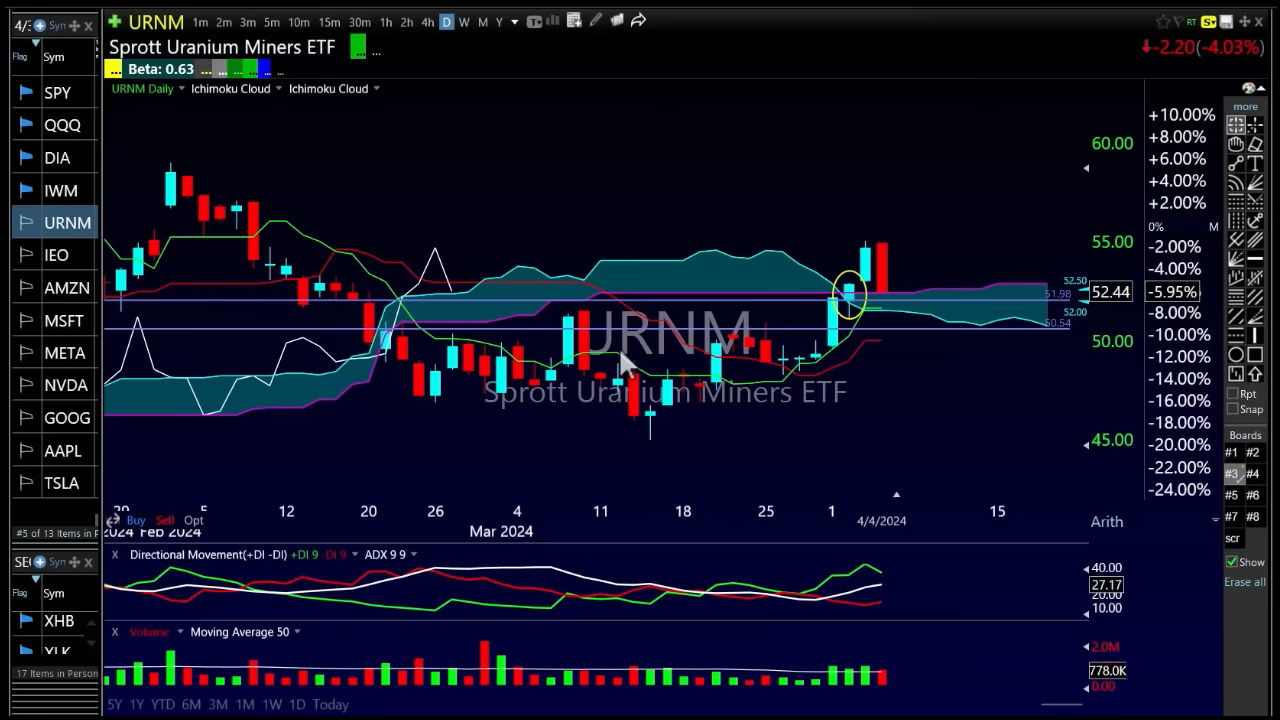 4/3 Syn
URNM 1m 2m 3m 5m 10m 15m 30m 1h 2h 4h D W M Y
RT S
Sprott Uranium Miners ETF ...
-2.20(-4.03%)
Flag Sym
... Beta: 0.63 ... ... ... ... ... ...
URNM Daily Ichimoku Cloud Ichimoku Cloud
SPY
QQQ
DIA
IWM
URNM
IEO
AMZN
MSFT
META
NVDA
GOOG
AAPL
TSLA
#5 of 13 Items in P
60.00
55.00
52.50
51.98
52.44
52.00
50.54
50.00
45.00
+10.00%
+8.00%
+6.00%
+4.00%
+2.00%
0% M
-2.00%
-4.00%
-5.95%
-8.00%
-10.00%
-12.00%
-14.00%
-16.00%
-18.00%
-20.00%
-22.00%
-24.00%
more
Rpt
Snap
Boards
#1 #2
#3 #4
#5 #6
#7 #8
scr
Show
Erase all
URNM
Sprott Uranium Miners ETF
29 5 12 20 26 4 11 18 25 1 15
Buy Sell Opt
2024 Feb 2024 Mar 2024 4/4/2024
Arith
X Directional Movement(+DI -DI) +DI 9 -DI 9 ADX 9 9
40.00
27.17
20.00
10.00
X Volume Moving Average 50
2.0M
778.0K
0.00
5Y 1Y YTD 6M 3M 1M 1W 1D Today
SE Syn
Flag Sym
XHB
XLK
17 Items in Person